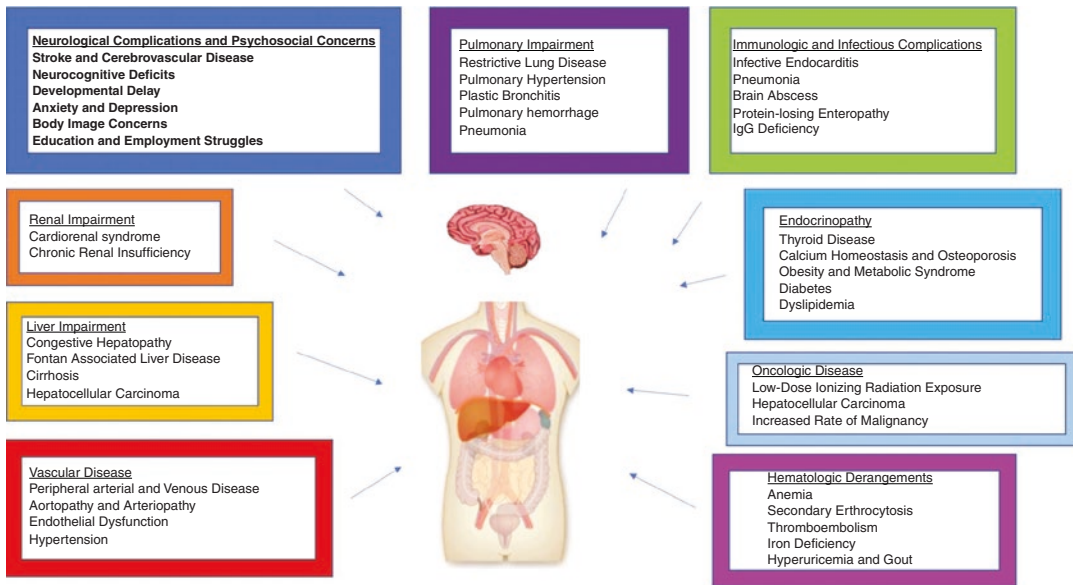 Neurological Complications and Psychosocial Concerns
Stroke and Cerebrovascular Disease
Neurocognitive Deficits
Developmental Delay
Anxiety and Depression
Body Image Concerns
Education and Employment Struggles
Pulmonary Impairment
Restrictive Lung Disease
Pulmonary Hypertension
Plastic Bronchitis
Pulmonary hemorrhage
Pneumonia
Immunologic and Infectious Complications
Infective Endocarditis
Pneumonia
Brain Abscess
Protein-losing Enteropathy
IgG Deficiency
Renal Impairment
Cardiorenal syndrome
Chronic Renal Insufficiency
Endocrinopathy
Thyroid Disease
Calcium Homeostasis and Osteoporosis
Obesity and Metabolic Syndrome
Diabetes
Dyslipidemia
Liver Impairment
Congestive Hepatopathy
Fontan Associated Liver Disease
Cirrhosis
Hepatocellular Carcinoma
Oncologic Disease
Low-Dose Ionizing Radiation Exposure
Hepatocellular Carcinoma
Increased Rate of Malignancy
Vascular Disease
Peripheral arterial and Venous Disease
Aortopathy and Arteriopathy
Endothelial Dysfunction
Hypertension
Hematologic Derangements
Anemia
Secondary Erthrocytosis
Thromboembolism
Iron Deficiency
Hyperuricemia and Gout